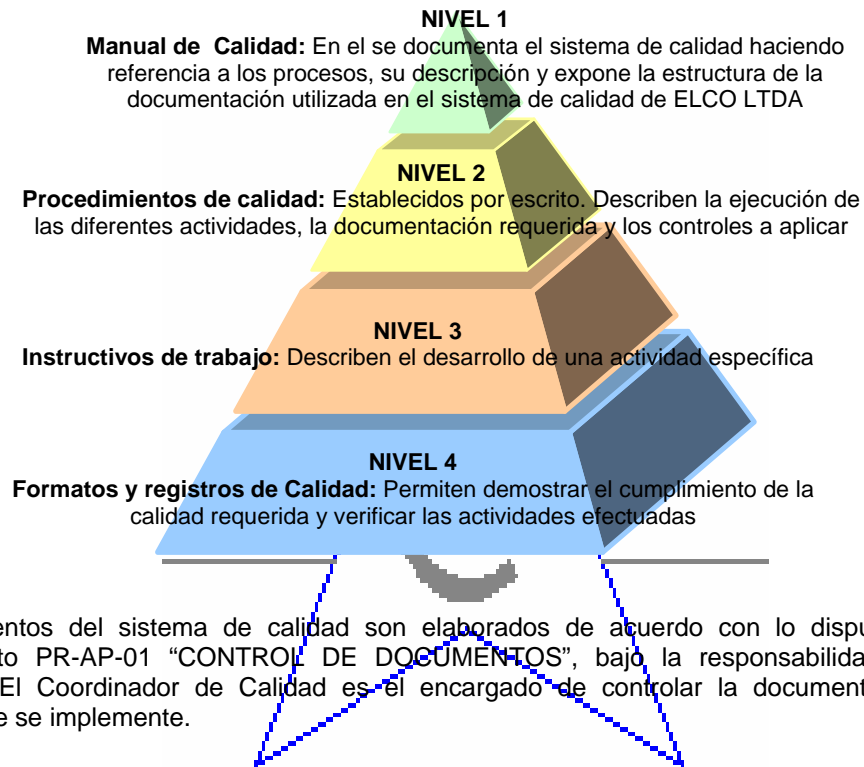 NIVEL 1
Manual de Calidad: En el se documenta el sistema de calidad haciendo
referencia a los procesos, su descripción y expone la estructura de la
documentación utilizada en el sistema de calidad de ELCO LTDA
NIVEL 2
Procedimientos de calidad: Establecidos por escrito. Describen la ejecución de
las diferentes actividades, la documentación requerida y los controles a aplicar
NIVEL 3
Instructivos de trabajo: Describen el desarrollo de una actividad específica
NIVEL 4
Formatos y registros de Calidad: Permiten demostrar el cumplimiento de la
calidad requerida y verificar las actividades efectuadas
entos del sistema de calidad son elaborados de acuerdo con lo dispu
to PR-AP-01 “CONTROL DE DOCUMENTOS”, bajo la responsabilida
El Coordinador de Calidad es el encargado de controlar la document
e se implemente.